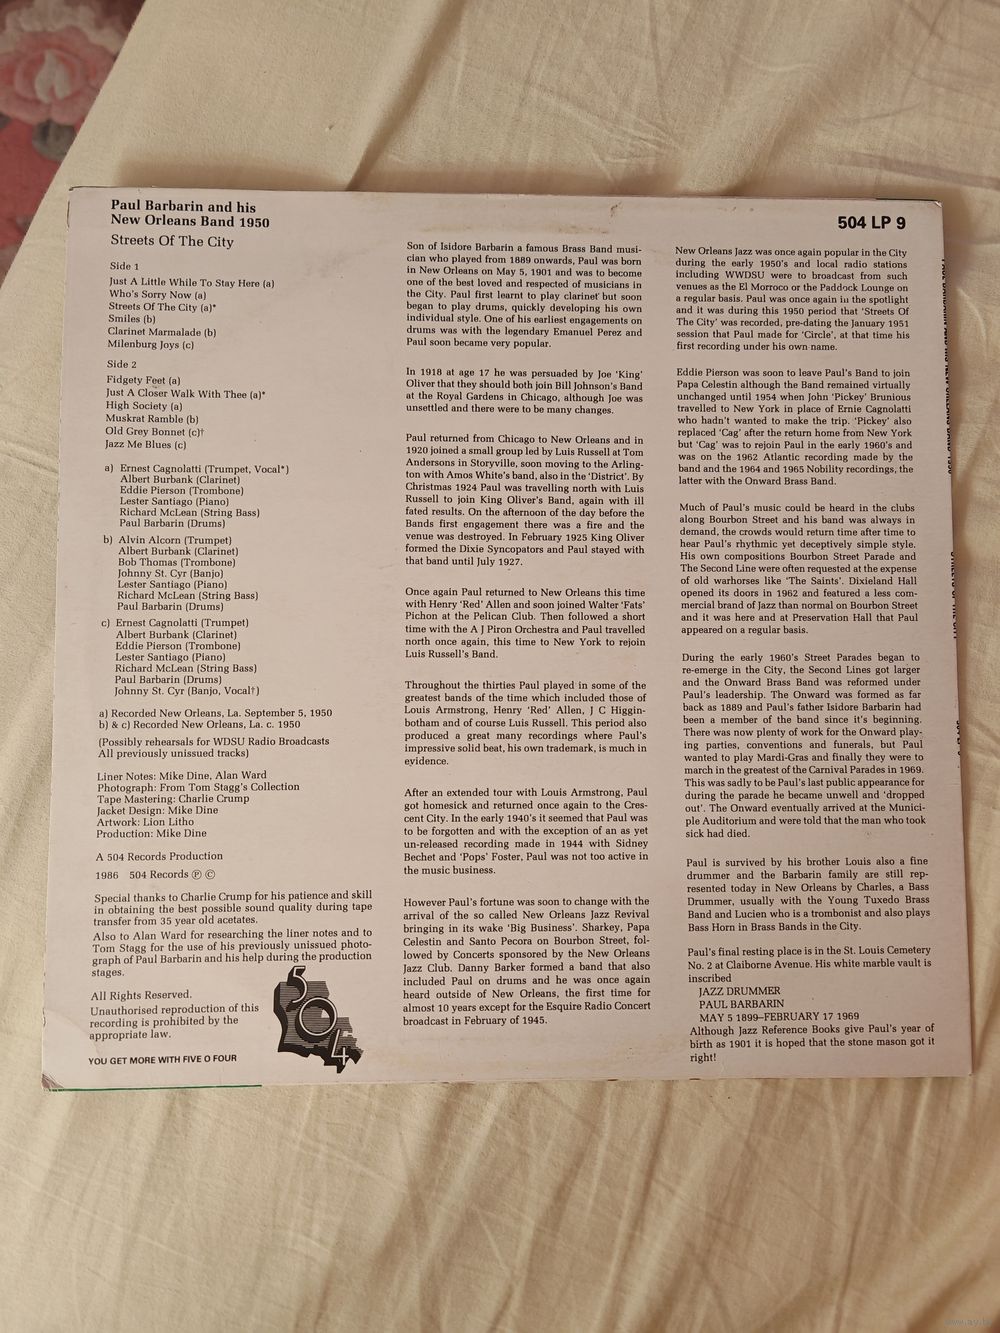 Paul Barbarin and his
New Orleans Band 1950
Streets Of The City
Side 1
Just A Little While To Stay Here (a)
Who's Sorry Now (a)
Streets Of The City (a)*
Smiles (b)
Clarinet Marmalade (b)
Milenburg Joys (c)
Side 2
Fidgety Feet (a)
Just A Closer Walk With Thee (a)*
High Society (a)
Muskrat Ramble (b)
Old Grey Bonnet (c)†
Jazz Me Blues (c)
a) Ernest Cagnolatti (Trumpet, Vocal*)
Albert Burbank (Clarinet)
Eddie Pierson (Trombone)
Lester Santiago (Piano)
Richard McLean (String Bass)
Paul Barbarin (Drums)
b) Alvin Alcorn (Trumpet)
Albert Burbank (Clarinet)
Bob Thomas (Trombone)
Johnny St. Cyr (Banjo)
Lester Santiago (Piano)
Richard McLean (String Bass)
Paul Barbarin (Drums)
c) Ernest Cagnolatti (Trumpet)
Albert Burbank (Clarinet)
Eddie Pierson (Trombone)
Lester Santiago (Piano)
Richard McLean (String Bass)
Paul Barbarin (Drums)
Johnny St. Cyr (Banjo, Vocal†)
a) Recorded New Orleans, La. September 5, 1950
b) & c) Recorded New Orleans, La. c. 1950
(Possibly rehearsals for WDSU Radio Broadcasts
All previously unissued tracks)
Liner Notes: Mike Dine, Alan Ward
Photograph: From Tom Stagg's Collection
Tape Mastering: Charlie Crump
Jacket Design: Mike Dine
Artwork: Lion Litho
Production: Mike Dine
A 504 Records Production
1986 504 Records Ⓟ Ⓒ
Special thanks to Charlie Crump for his patience and skill
in obtaining the best possible sound quality during tape
transfer from 35 year old acetates.
Also to Alan Ward for researching the liner notes and to
Tom Stagg for the use of his previously unissued photo-
graph of Paul Barbarin and his help during the production
stages.
All Rights Reserved.
Unauthorised reproduction of this
recording is prohibited by the
appropriate law.
YOU GET MORE WITH FIVE O FOUR
504
Son of Isidore Barbarin a famous Brass Band musi-
cian who played from 1889 onwards, Paul was born
in New Orleans on May 5, 1901 and was to become
one of the best loved and respected of musicians in
the City. Paul first learnt to play clarinet but soon
began to play drums, quickly developing his own
individual style. One of his earliest engagements on
drums was with the legendary Emanuel Perez and
Paul soon became very popular.
In 1918 at age 17 he was persuaded by Joe 'King'
Oliver that they should both join Bill Johnson's Band
at the Royal Gardens in Chicago, although Joe was
unsettled and there were to be many changes.
Paul returned from Chicago to New Orleans and in
1920 joined a small group led by Luis Russell at Tom
Andersons in Storyville, soon moving to the Arling-
ton with Amos White's band, also in the 'District'. By
Christmas 1924 Paul was travelling north with Luis
Russell to join King Oliver's Band, again with ill
fated results. On the afternoon of the day before the
Bands first engagement there was a fire and the
venue was destroyed. In February 1925 King Oliver
formed the Dixie Syncopators and Paul stayed with
that band until July 1927.
Once again Paul returned to New Orleans this time
with Henry 'Red' Allen and soon joined Walter 'Fats'
Pichon at the Pelican Club. Then followed a short
time with the A J Piron Orchestra and Paul travelled
north once again, this time to New York to rejoin
Luis Russell's Band.
Throughout the thirties Paul played in some of the
greatest bands of the time which included those of
Louis Armstrong, Henry 'Red' Allen, J C Higgin-
botham and of course Luis Russell. This period also
produced a great many recordings where Paul's
impressive solid beat, his own trademark, is much in
evidence.
After an extended tour with Louis Armstrong, Paul
got homesick and returned once again to the Cres-
cent City. In the early 1940's it seemed that Paul was
to be forgotten and with the exception of an as yet
un-released recording made in 1944 with Sidney
Bechet and 'Pops' Foster, Paul was not too active in
the music business.
However Paul's fortune was soon to change with the
arrival of the so called New Orleans Jazz Revival
bringing in its wake 'Big Business'. Sharkey, Papa
Celestin and Santo Pecora on Bourbon Street, fol-
lowed by Concerts sponsored by the New Orleans
Jazz Club. Danny Barker formed a band that also
included Paul on drums and he was once again
heard outside of New Orleans, the first time for
almost 10 years except for the Esquire Radio Concert
broadcast in February of 1945.
504 LP 9
New Orleans Jazz was once again popular in the City
during the early 1950's and local radio stations
including WWDSU were to broadcast from such
venues as the El Morroco or the Paddock Lounge on
a regular basis. Paul was once again in the spotlight
and it was during this 1950 period that 'Streets Of
The City' was recorded, pre-dating the January 1951
session that Paul made for 'Circle', at that time his
first recording under his own name.
Eddie Pierson was soon to leave Paul's Band to join
Papa Celestin although the Band remained virtually
unchanged until 1954 when John 'Pickey' Brunious
travelled to New York in place of Ernie Cagnolatti
who hadn't wanted to make the trip. 'Pickey' also
replaced 'Cag' after the return home from New York
but 'Cag' was to rejoin Paul in the early 1960's and
was on the 1962 Atlantic recording made by the
band and the 1964 and 1965 Nobility recordings, the
latter with the Onward Brass Band.
Much of Paul's music could be heard in the clubs
along Bourbon Street and his band was always in
demand, the crowds would return time after time to
hear Paul's rhythmic yet deceptively simple style.
His own compositions Bourbon Street Parade and
The Second Line were often requested at the expense
of old warhorses like 'The Saints'. Dixieland Hall
opened its doors in 1962 and featured a less com-
mercial brand of Jazz than normal on Bourbon Street
and it was here and at Preservation Hall that Paul
appeared on a regular basis.
During the early 1960's Street Parades began to
re-emerge in the City, the Second Lines got larger
and the Onward Brass Band was reformed under
Paul's leadership. The Onward was formed as far
back as 1889 and Paul's father Isidore Barbarin had
been a member of the band since it's beginning.
There was now plenty of work for the Onward play-
ing parties, conventions and funerals, but Paul
wanted to play Mardi-Gras and finally they were to
march in the greatest of the Carnival Parades in 1969.
This was sadly to be Paul's last public appearance for
during the parade he became unwell and 'dropped
out'. The Onward eventually arrived at the Munici-
ple Auditorium and were told that the man who took
sick had died.
Paul is survived by his brother Louis also a fine
drummer and the Barbarin family are still rep-
resented today in New Orleans by Charles, a Bass
Drummer, usually with the Young Tuxedo Brass
Band and Lucien who is a trombonist and also plays
Bass Horn in Brass Bands in the City.
Paul's final resting place is in the St. Louis Cemetery
No. 2 at Claiborne Avenue. His white marble vault is
inscribed
JAZZ DRUMMER
PAUL BARBARIN
MAY 5 1899–FEBRUARY 17 1969
Although Jazz Reference Books give Paul's year of
birth as 1901 it is hoped that the stone mason got it
right!